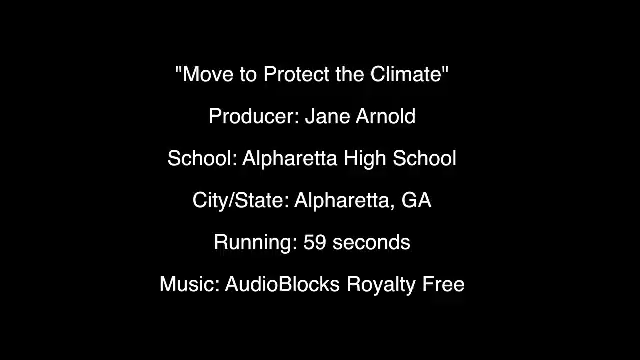 "Move to Protect the Climate"
Producer: Jane Arnold
School: Alpharetta High School
City/State: Alpharetta, GA
Running: 59 seconds
Music: AudioBlocks Royalty Free